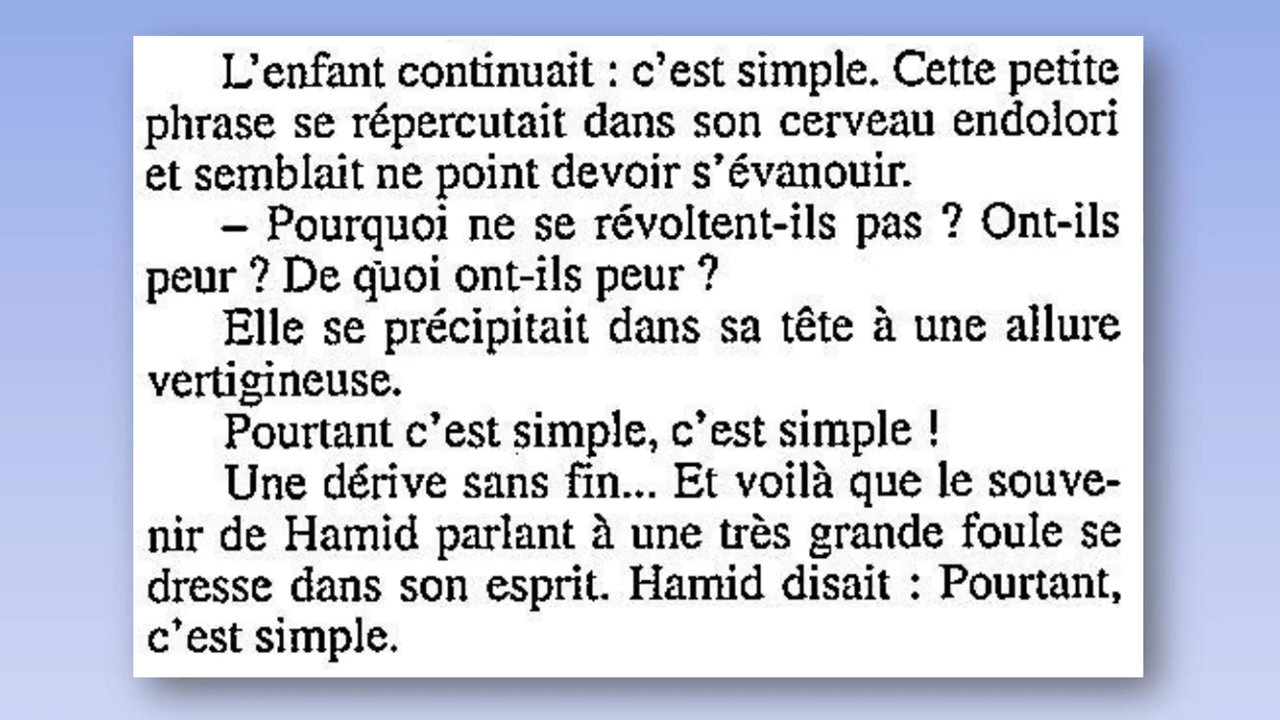 L'enfant continuait : c'est simple. Cette petite
phrase se répercutait dans son cerveau endolori
et semblait ne point devoir s'évanouir.
– Pourquoi ne se révoltent-ils pas ? Ont-ils
peur ? De quoi ont-ils peur ?
Elle se précipitait dans sa tête à une allure
vertigineuse.
Pourtant c'est simple, c'est simple !
Une dérive sans fin... Et voilà que le souve-
nir de Hamid parlant à une très grande foule se
dresse dans son esprit. Hamid disait : Pourtant,
c'est simple.